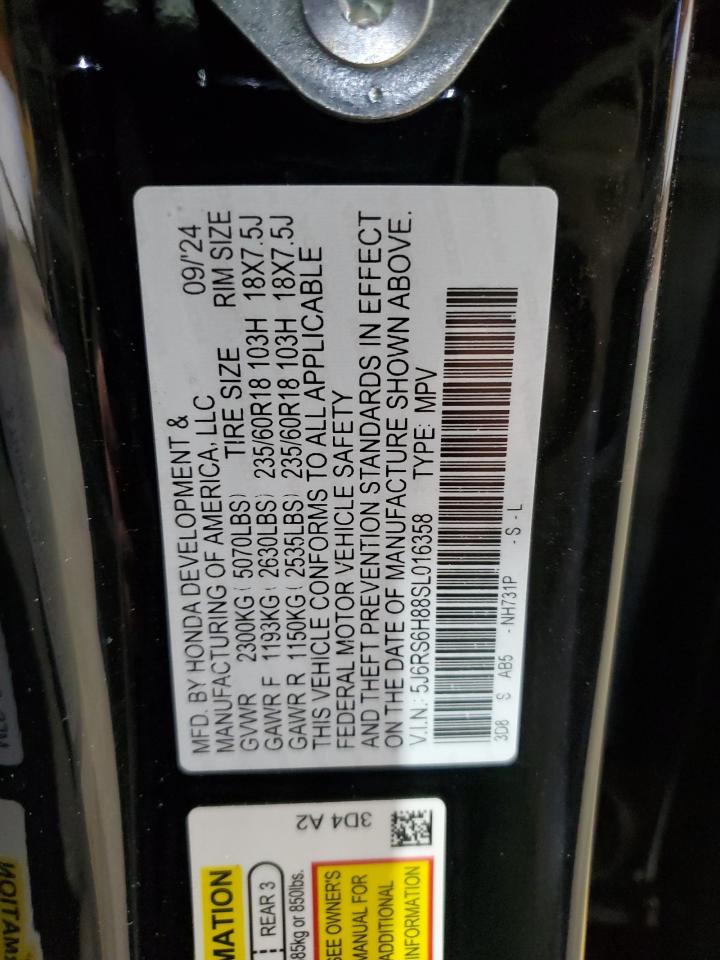 MFD. BY HONDA DEVELOPMENT &
MANUFACTURING OF AMERICA, LLC 09/'24
GVWR 2300KG( 5070LBS) TIRE SIZE RIM SIZE
GAWR F 1193KG( 2630LBS) 235/60R18 103H 18X7.5J
GAWR R 1150KG( 2535LBS) 235/60R18 103H 18X7.5J
THIS VEHICLE CONFORMS TO ALL APPLICABLE
FEDERAL MOTOR VEHICLE SAFETY
AND THEFT PREVENTION STANDARDS IN EFFECT
ON THE DATE OF MANUFACTURE SHOWN ABOVE.
V.I.N.: 5J6RS6H88SL016358 TYPE: MPV
3D8 S AB5 - NH731P - S - L
3D4 A2
MATION
REAR 3
85kg or 850lbs.
SEE OWNER'S
MANUAL FOR
ADDITIONAL
INFORMATION